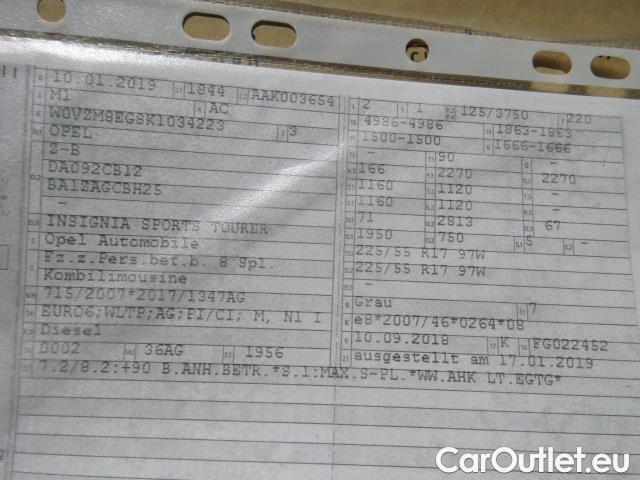 10.01.2019 1844 AAK003654
M1 AC
W0VZM8EG8K1034223 3
OPEL
Z-B
DA092CB12
BA1ZAGCBH25
-
INSIGNIA SPORTS TOURER
Opel Automobile
Fz.z.Pers.bef.b. 8 Spl.
Kombilimousine
715/2007*2017/1347AG
EURO6;WLTP;AG;PI/CI; M, N1 I
Diesel
0002 36AG 1956
2 1 125/3750 220
4986-4986 1863-1863
1500-1500 1666-1666
- 90 -
166 2270 2270
1160 1120 -
1160 1120 -
71 2813 67
1950 750 5 -
225/55 R17 97W
225/55 R17 97W
-
Grau 7
e8*2007/46*0264*08
10.09.2018 K FG022452
ausgestellt am 17.01.2019
7.2/8.2:+90 B.ANH.BETR.*S.1:MAX.S-PL.*WW.AHK LT.EGTG*
CarOutlet.eu